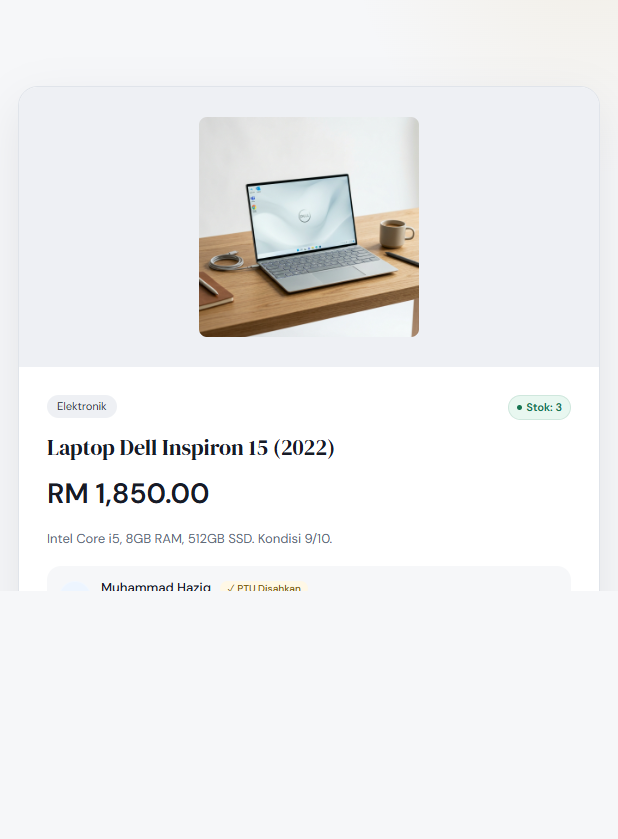 Elektronik
Stok: 3
Laptop Dell Inspiron 15 (2022)
RM 1,850.00
Intel Core i5, 8GB RAM, 512GB SSD. Kondisi 9/10.
Muhammad Haziq ✓ PTU Disahkan